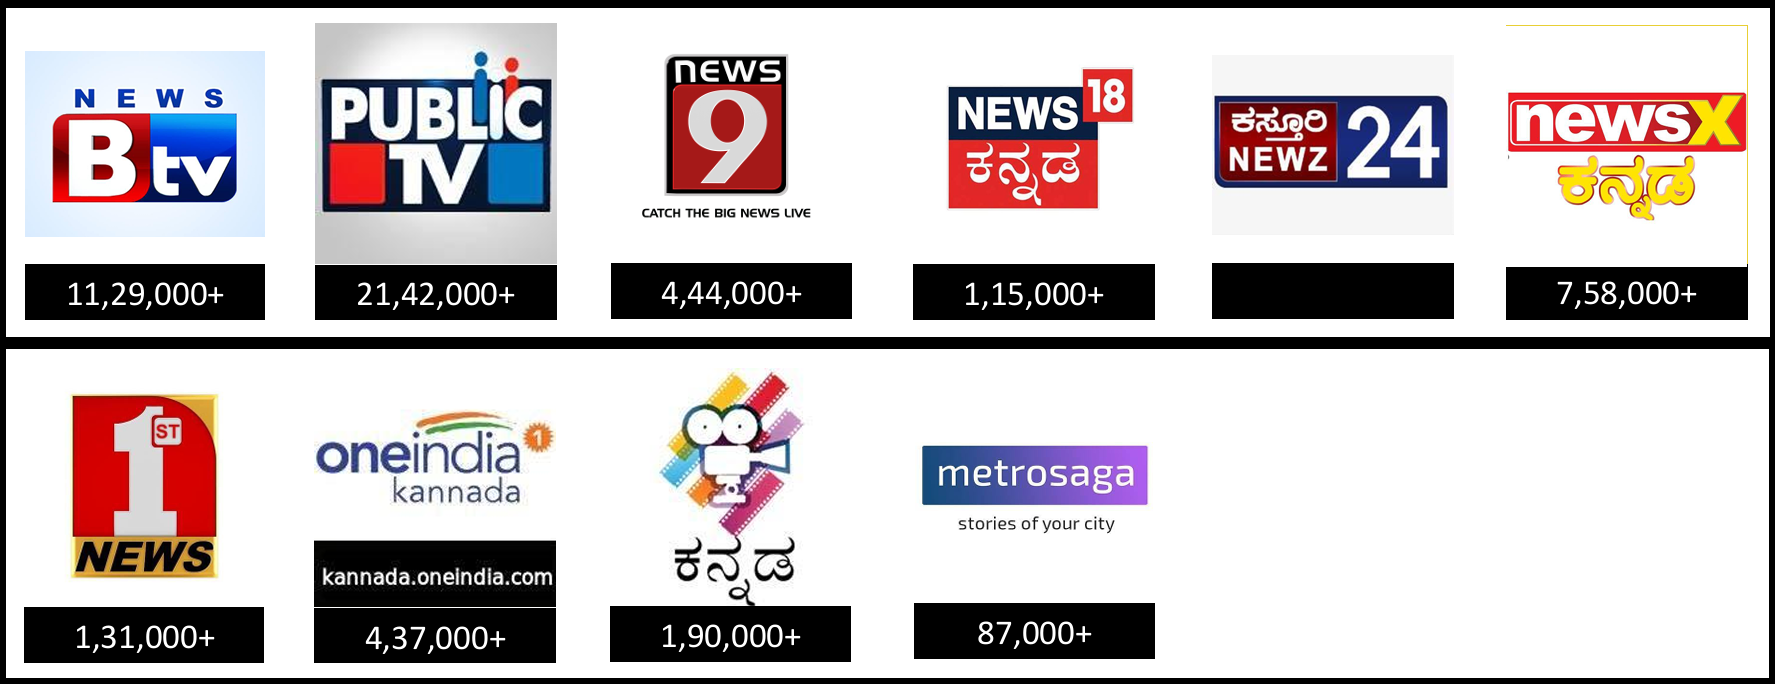 NEWS
B tv
11,29,000+
PUBLIC
TV
21,42,000+
NEWS
9
CATCH THE BIG NEWS LIVE
4,44,000+
NEWS 18
ಕನ್ನಡ
1,15,000+
ಕಸ್ತೂರಿ
NEWZ 24
newsX
ಕನ್ನಡ
7,58,000+
1ST
NEWS
1,31,000+
oneindia 1
kannada
kannada.oneindia.com
4,37,000+
ಕನ್ನಡ
1,90,000+
metrosaga
stories of your city
87,000+